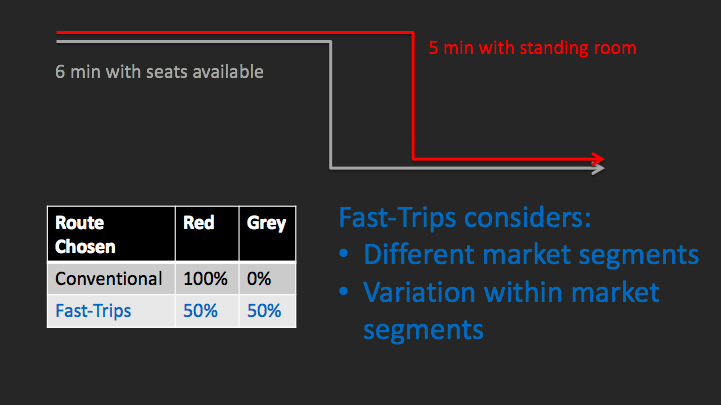 5 min with standing room
6 min with seats available
Route Chosen Red Grey
Conventional 100% 0%
Fast-Trips 50% 50%
Fast-Trips considers:
• Different market segments
• Variation within market
segments